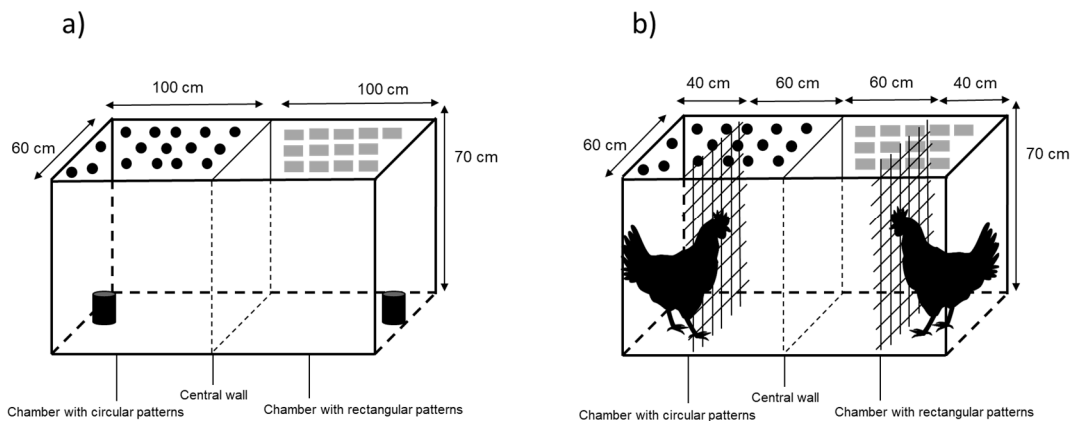 a)
100 cm
100 cm
60 cm
70 cm
Central wall
Chamber with circular patterns
Chamber with rectangular patterns
b)
40 cm
60 cm
60 cm
40 cm
60 cm
70 cm
Central wall
Chamber with circular patterns
Chamber with rectangular patterns